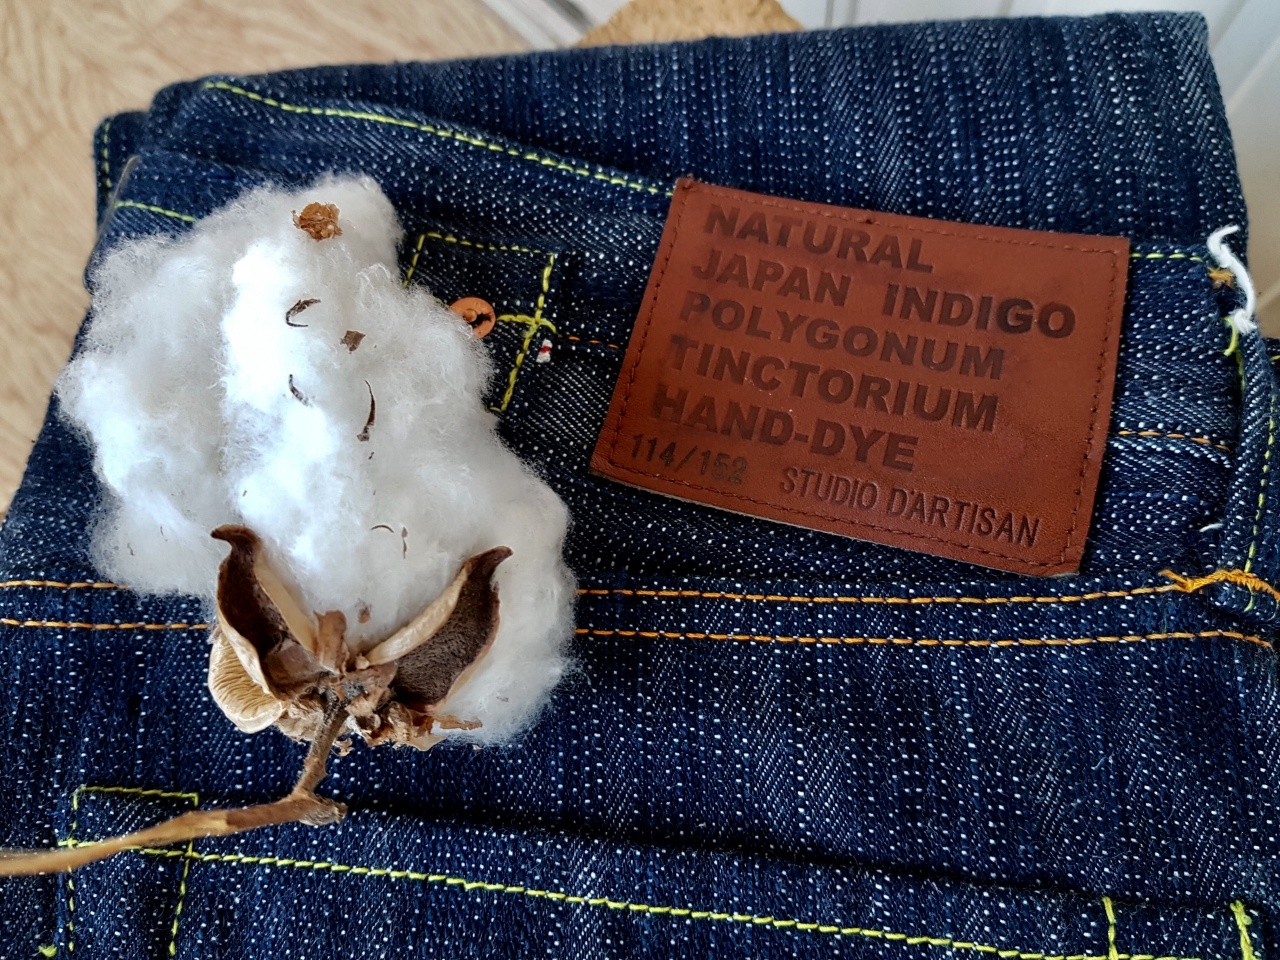 NATURAL
JAPAN INDIGO
POLYGONUM
TINCTORIUM
HAND-DYE
114/152 STUDIO D'ARTISAN